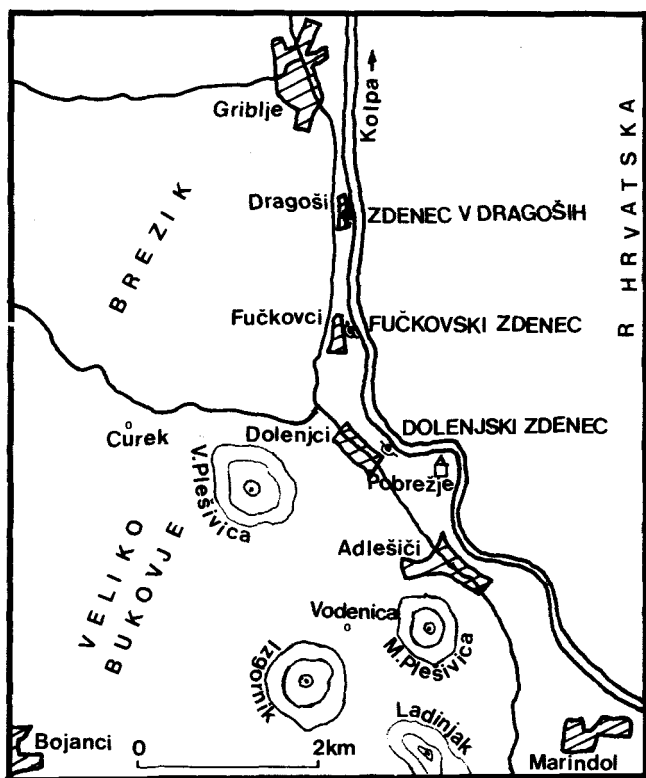 Griblje
Kolpa
R HRVATSKA
BREZIK
Dragoši
ZDENEC V DRAGOŠIH
Fučkovci
FUČKOVSKI ZDENEC
Curek
Dolenjci
DOLENJSKI ZDENEC
V.Plešivica
Pobrežje
VELIKO
BUKOVJE
Adlešiči
Vodenica
M.Plešivica
Izgornik
Ladinjak
Bojanci
0 2km
Marindol